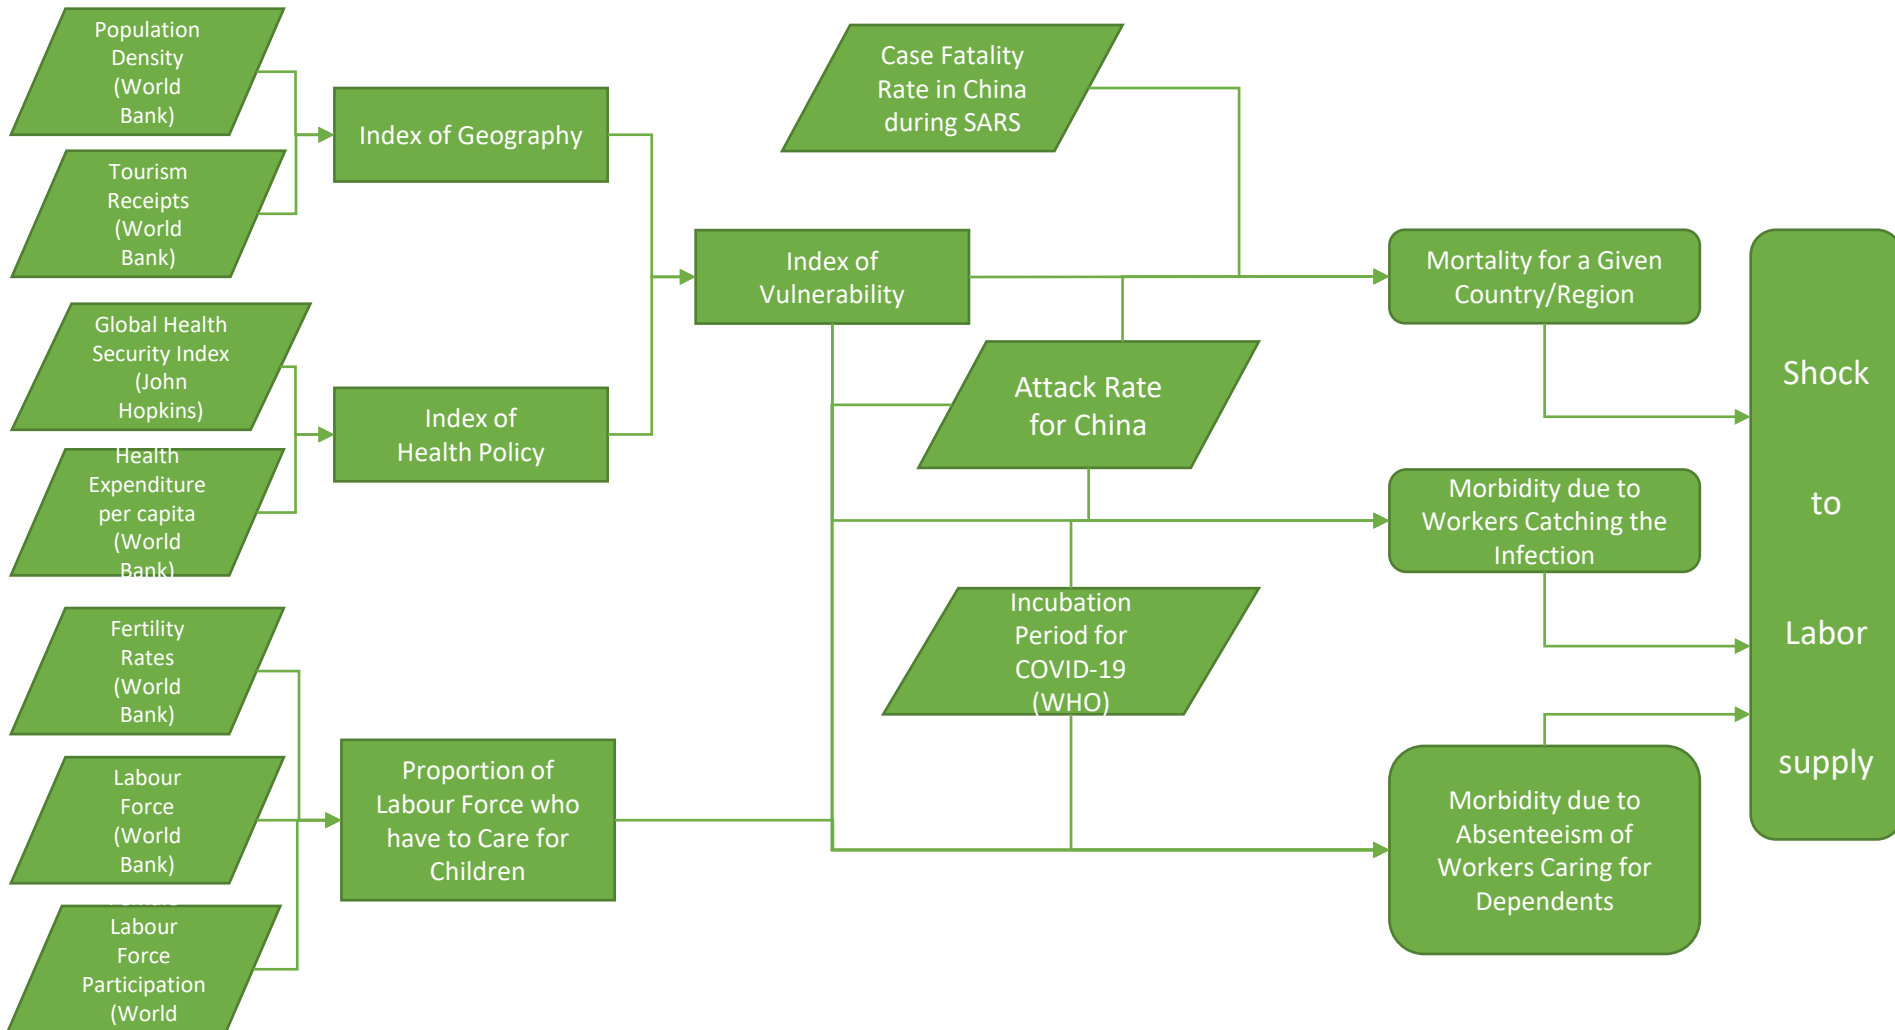 Population
Density
(World
Bank)
Tourism
Receipts
(World
Bank)
Global Health
Security Index
(John
Hopkins)
Health
Expenditure
per capita
(World
Bank)
Fertility
Rates
(World
Bank)
Labour
Force
(World
Bank)
Labour
Force
Participation
(World
Index of Geography
Index of
Health Policy
Proportion of
Labour Force who
have to Care for
Children
Index of
Vulnerability
Case Fatality
Rate in China
during SARS
Attack Rate
for China
Incubation
Period for
COVID-19
(WHO)
Mortality for a Given
Country/Region
Morbidity due to
Workers Catching the
Infection
Morbidity due to
Absenteeism of
Workers Caring for
Dependents
Shock
to
Labor
supply